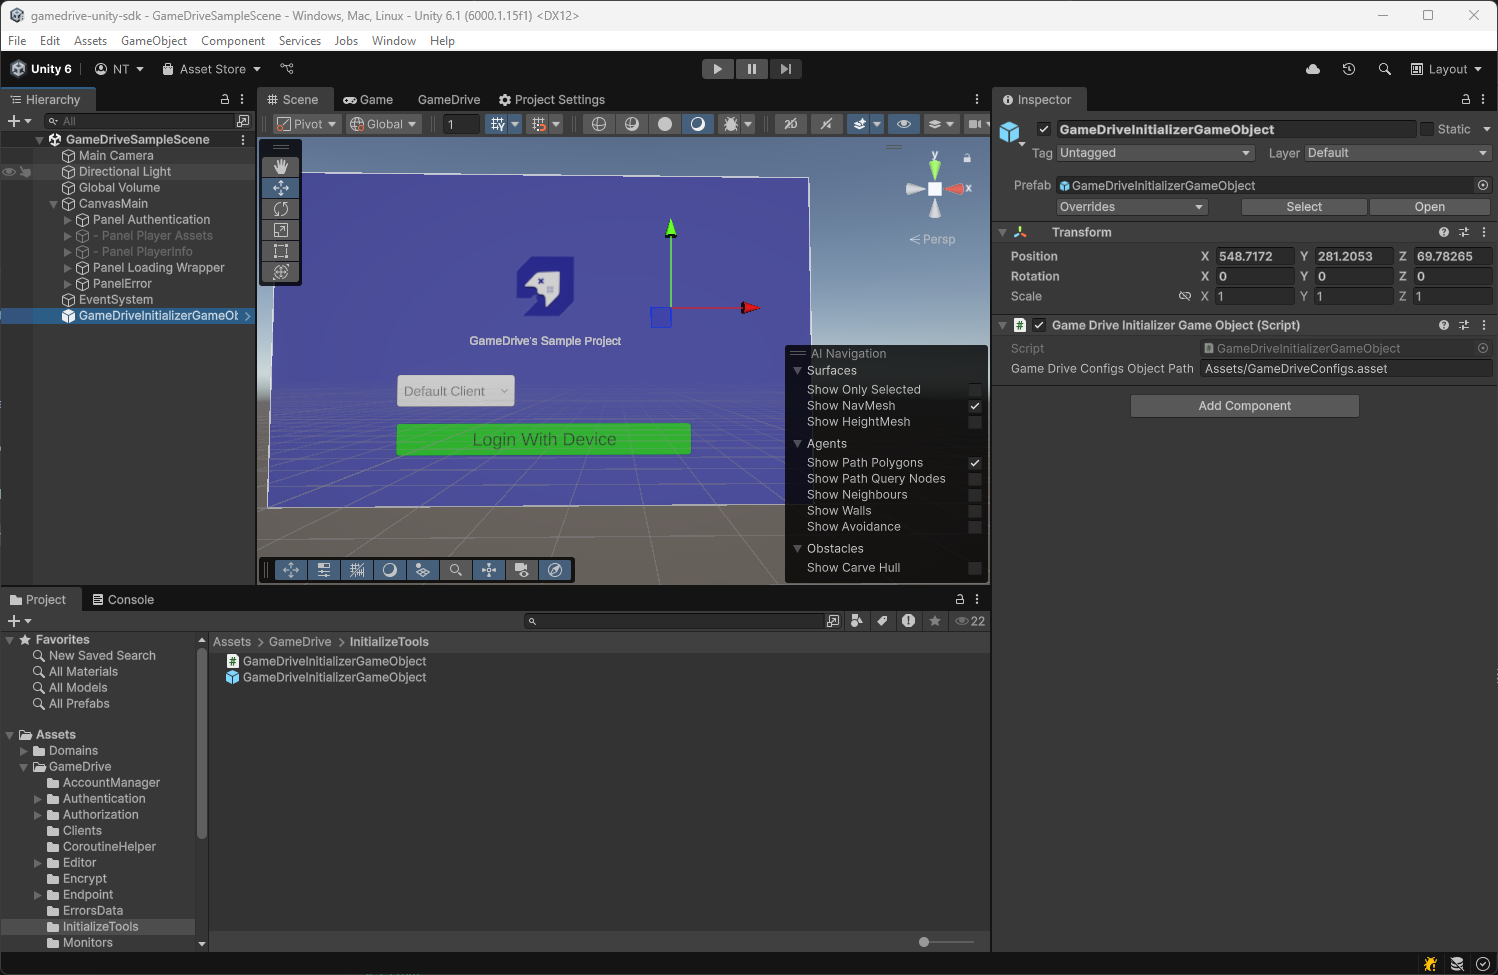 gamedrive-unity-sdk - GameDriveSampleScene - Windows, Mac, Linux - Unity 6.1 (6000.1.15f1) <DX12>
File Edit Assets GameObject Component Services Jobs Window Help
Unity 6 NT Asset Store Layout
Hierarchy
All
GameDriveSampleScene
Main Camera
Directional Light
Global Volume
CanvasMain
Panel Authentication
- Panel Player Assets
- Panel PlayerInfo
Panel Loading Wrapper
PanelError
EventSystem
GameDriveInitializerGameOb
Scene Game GameDrive Project Settings
Pivot Global 1 2D
y
x
Persp
GameDrive's Sample Project
Default Client
Login With Device
AI Navigation
Surfaces
Show Only Selected
Show NavMesh
Show HeightMesh
Agents
Show Path Polygons
Show Path Query Nodes
Show Neighbours
Show Walls
Show Avoidance
Obstacles
Show Carve Hull
Inspector
GameDriveInitializerGameObject Static
Tag Untagged Layer Default
Prefab GameDriveInitializerGameObject
Overrides Select Open
Transform
Position X 548.7172 Y 281.2053 Z 69.78265
Rotation X 0 Y 0 Z 0
Scale X 1 Y 1 Z 1
# Game Drive Initializer Game Object (Script)
Script GameDriveInitializerGameObject
Game Drive Configs Object Path Assets/GameDriveConfigs.asset
Add Component
Project Console
22
Favorites
New Saved Search
All Materials
All Models
All Prefabs
Assets
Domains
GameDrive
AccountManager
Authentication
Authorization
Clients
CoroutineHelper
Editor
Encrypt
Endpoint
ErrorsData
InitializeTools
Monitors
Assets > GameDrive > InitializeTools
# GameDriveInitializerGameObject
GameDriveInitializerGameObject